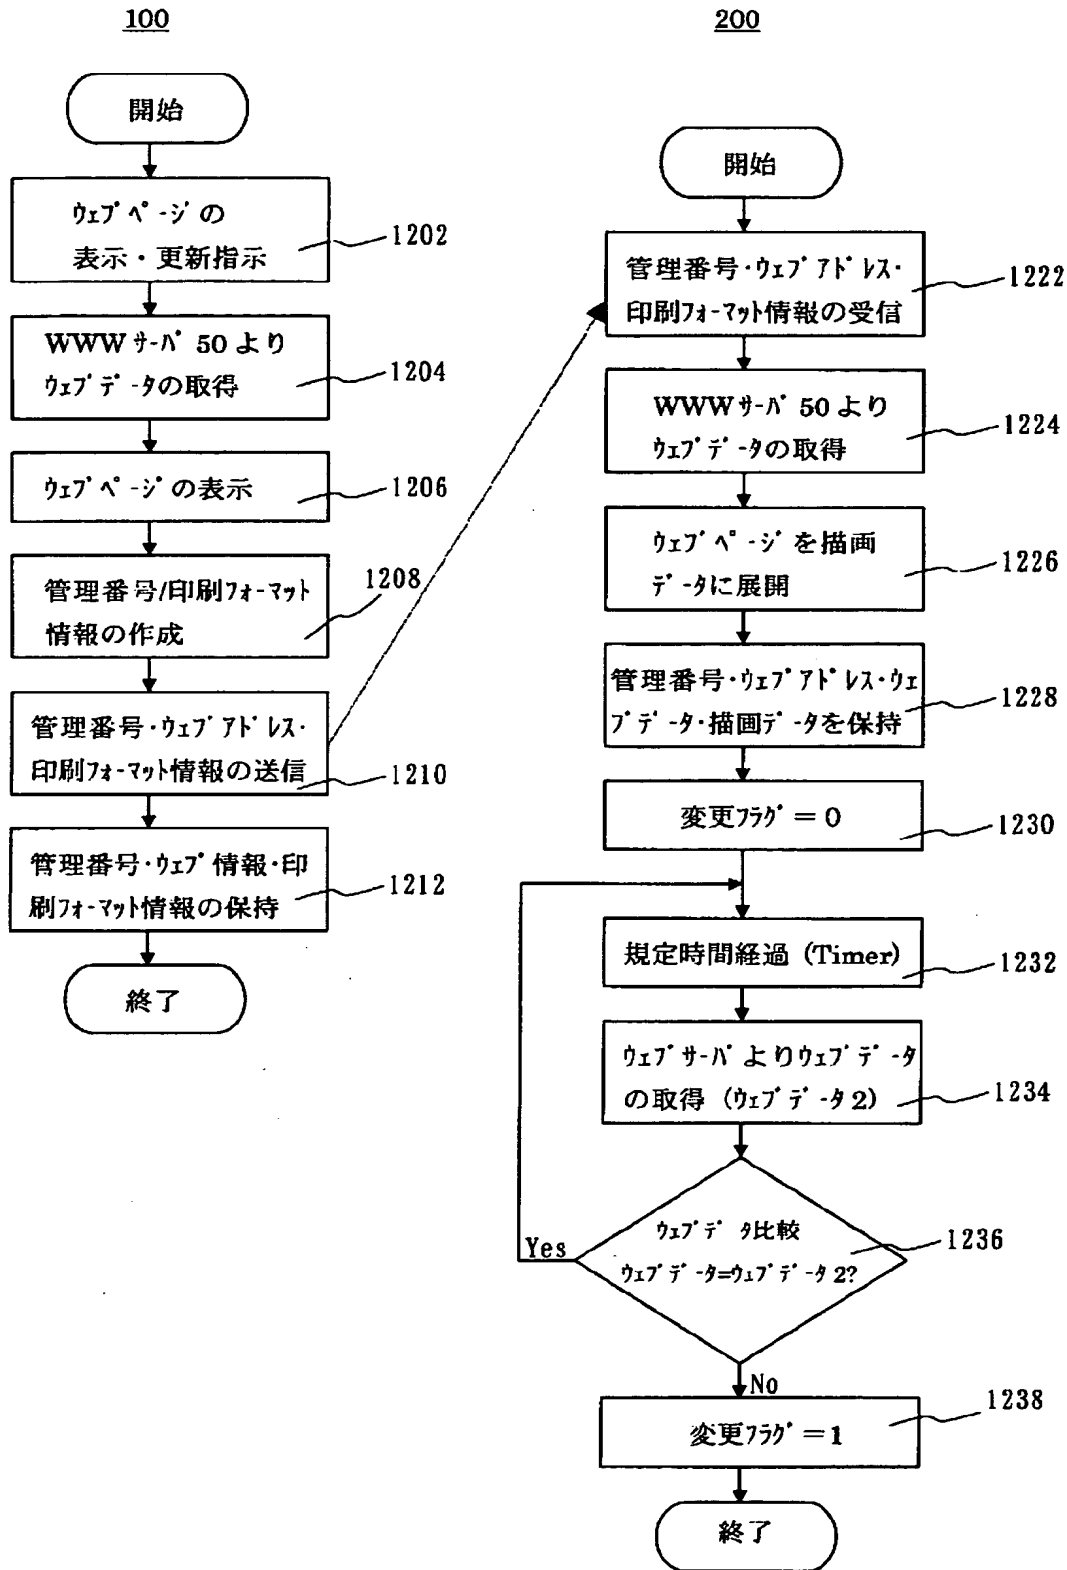 100
開始
ウェブページの
表示・更新指示
1202
WWWサーバ50より
ウェブデータの取得
1204
ウェブページの表示
1206
管理番号/印刷フォーマット
情報の作成
1208
管理番号・ウェブアドレス・
印刷フォーマット情報の送信
1210
管理番号・ウェブ情報・印
刷フォーマット情報の保持
1212
終了
200
開始
管理番号・ウェブアドレス・
印刷フォーマット情報の受信
1222
WWWサーバ50より
ウェブデータの取得
1224
ウェブページを描画
データに展開
1226
管理番号・ウェブアドレス・ウェ
ブデータ・描画データを保持
1228
変更フラグ=0
1230
規定時間経過(Timer)
1232
ウェブサーバよりウェブデータ
の取得(ウェブデータ2)
1234
ウェブデータ比較
ウェブデータ=ウェブデータ2?
1236
Yes
No
変更フラグ=1
1238
終了